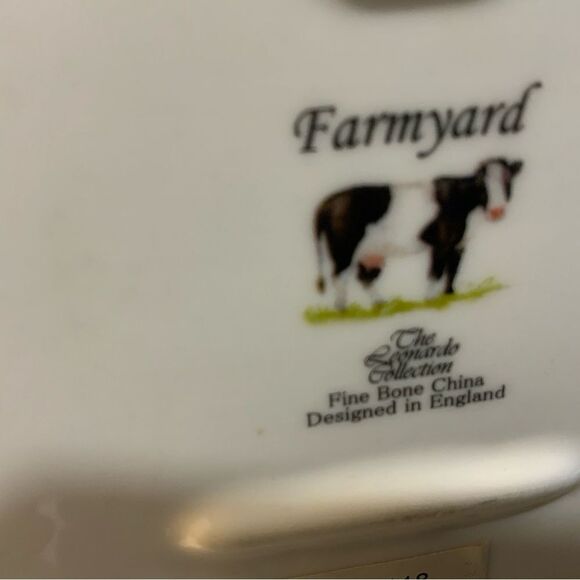 Farmyard
The
Leonardo
Collection
Fine Bone China
Designed in England